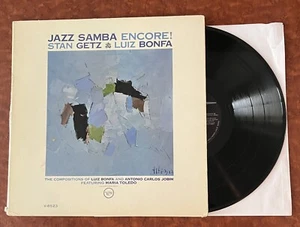 JAZZ SAMBA ENCORE!
STAN GETZ & LUIZ BONFA
THE COMPOSITIONS OF LUIZ BONFA AND ANTONIO CARLOS JOBIM
FEATURING MARIA TOLEDO